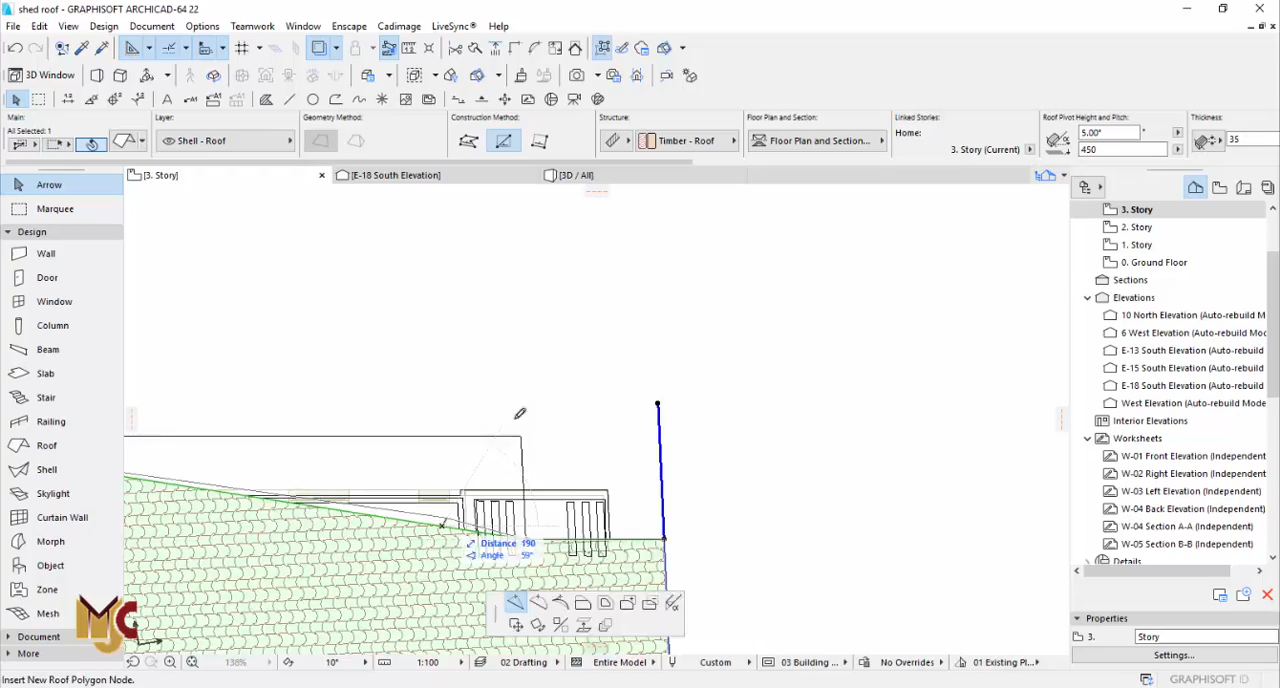 shed roof - GRAPHISOFT ARCHICAD-64 22
File Edit View Design Document Options Teamwork Window Enscape Cadimage LiveSync® Help
3D Window
Main:
All Selected: 1
Layer:
Shell - Roof
Geometry Method:
Construction Method:
Structure:
Timber - Roof
Floor Plan and Section:
Floor Plan and Section...
Linked Stories:
Home:
3. Story (Current)
Roof Pivot Height and Pitch:
5.00°
450
Thickness:
35
[3. Story]
[E-18 South Elevation]
[3D / All]
Arrow
Marquee
Design
Wall
Door
Window
Column
Beam
Slab
Stair
Railing
Roof
Shell
Skylight
Curtain Wall
Morph
Object
Zone
Mesh
Document
More
Distance 190
Angle 59°
MJC
3. Story
2. Story
1. Story
0. Ground Floor
Sections
Elevations
10 North Elevation (Auto-rebuild M
6 West Elevation (Auto-rebuild Moc
E-13 South Elevation (Auto-rebuild
E-15 South Elevation (Auto-rebuild
E-18 South Elevation (Auto-rebuild
West Elevation (Auto-rebuild Mode
Interior Elevations
Worksheets
W-01 Front Elevation (Independent
W-02 Right Elevation (Independent
W-03 Left Elevation (Independent)
W-04 Back Elevation (Independent
W-04 Section A-A (Independent)
W-05 Section B-B (Independent)
Details
Properties
3.
Story
Settings...
138%
10°
1:100
02 Drafting
Entire Model
Custom
03 Building ...
No Overrides
01 Existing Pl...
Insert New Roof Polygon Node.
GRAPHISOFT ID